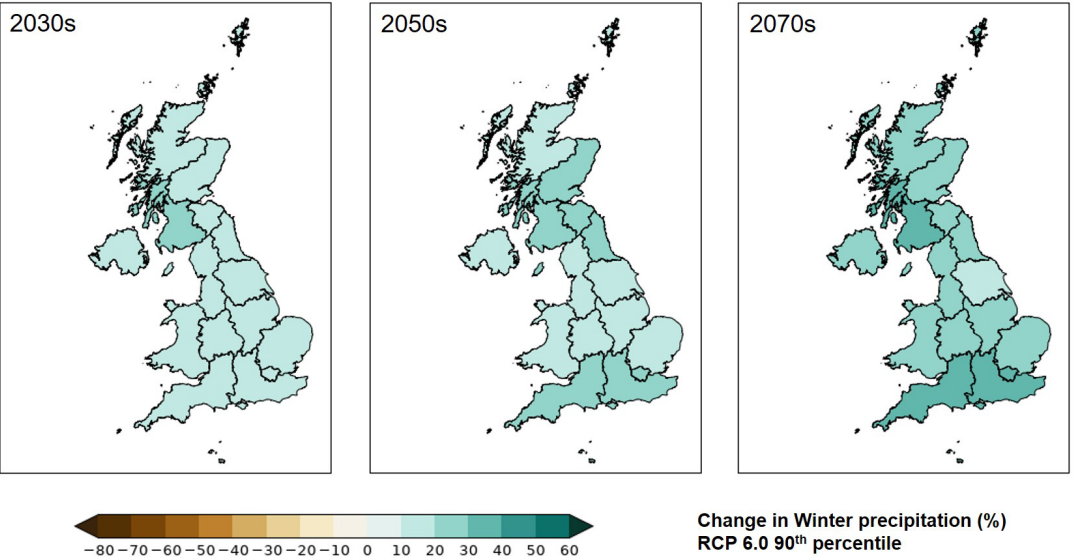 2030s
2050s
2070s
−80 −70 −60 −50 −40 −30 −20 −10 0 10 20 30 40 50 60
Change in Winter precipitation (%)
RCP 6.0 90th percentile